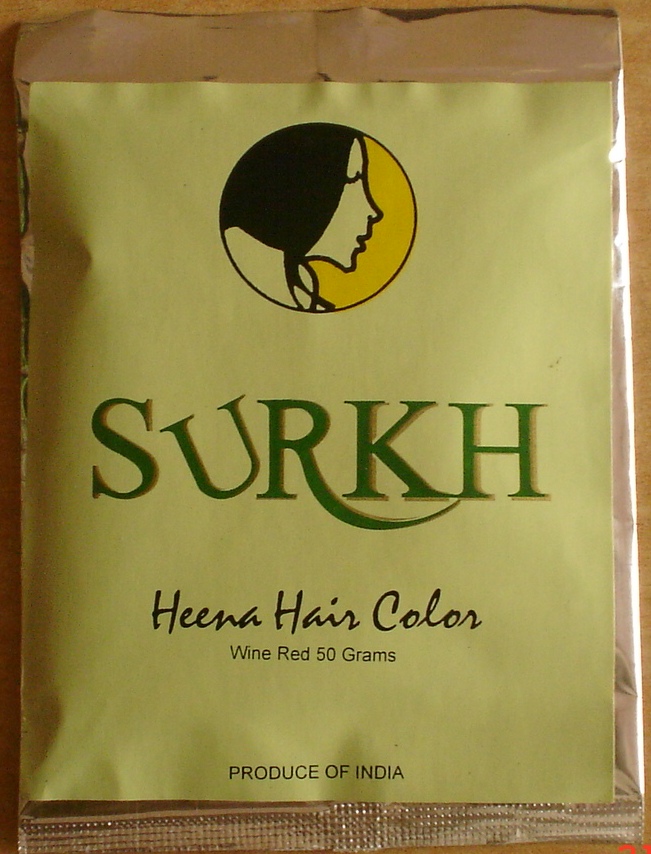 SURKH
Heena Hair Color
Wine Red 50 Grams
PRODUCE OF INDIA